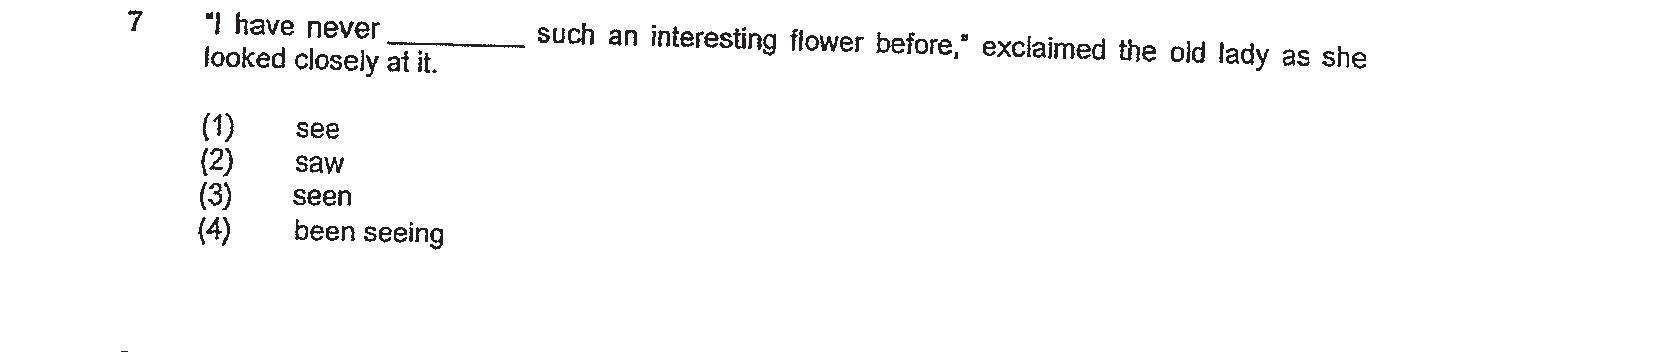 7 "I have never ________ such an interesting flower before," exclaimed the old lady as she
looked closely at it.
(1) see
(2) saw
(3) seen
(4) been seeing